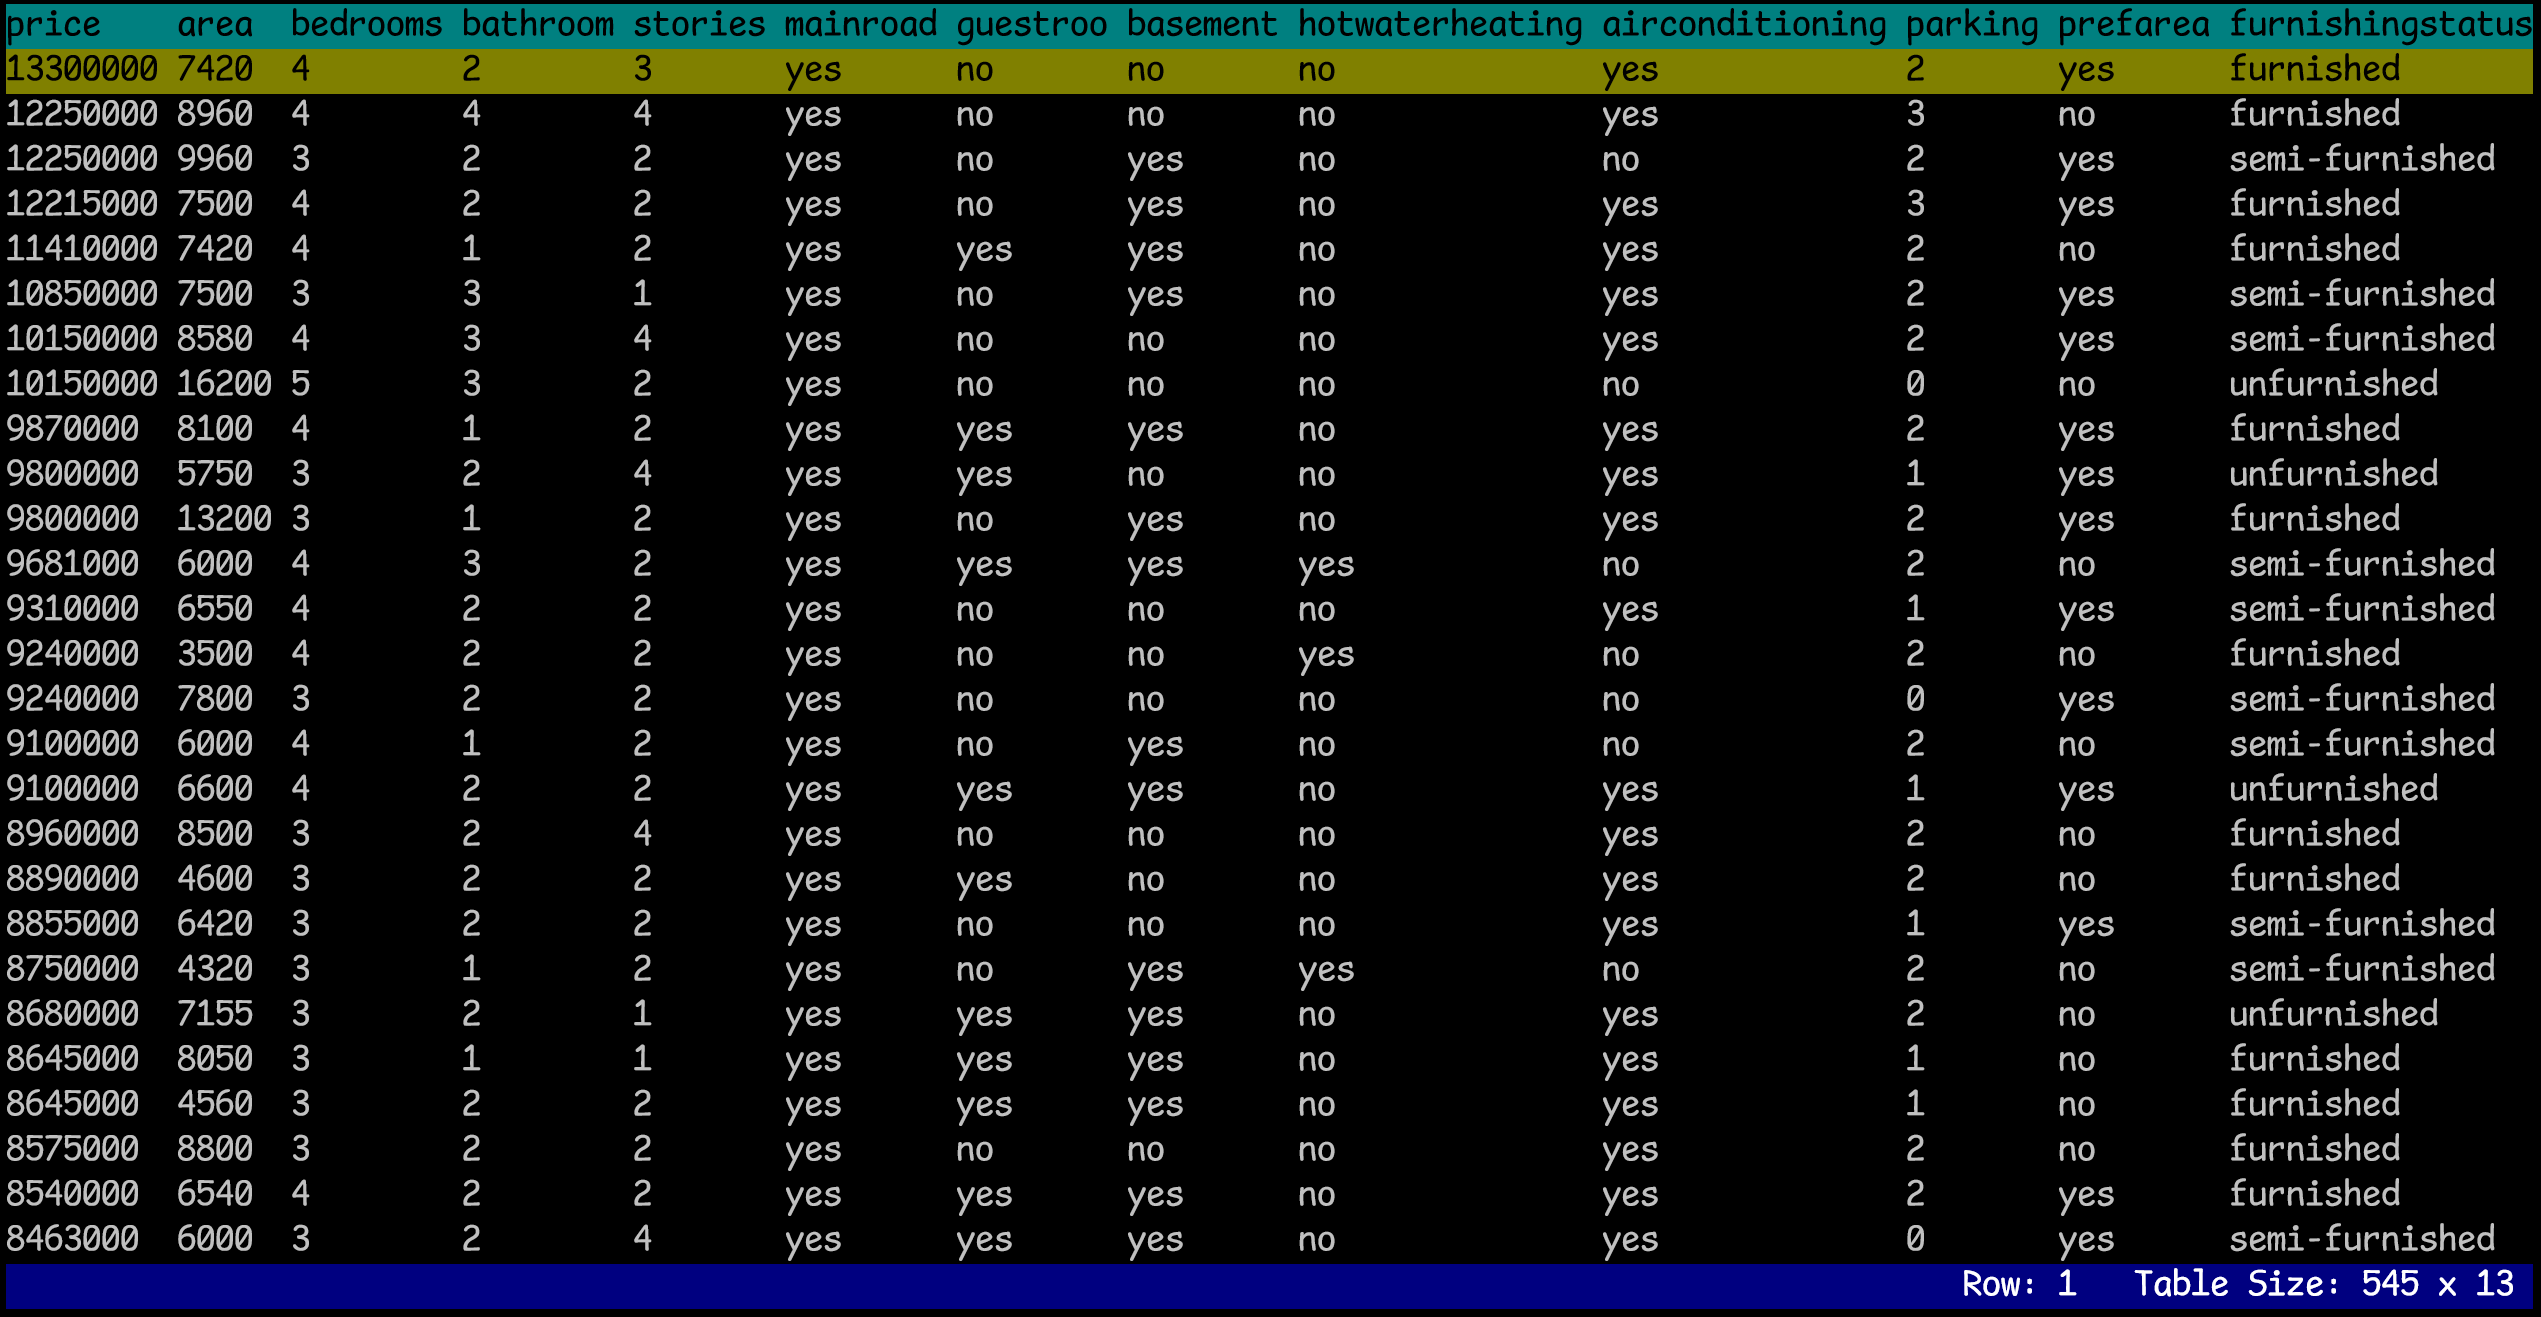 price area bedrooms bathroom stories mainroad guestroo basement hotwaterheating airconditioning parking prefarea furnishingstatus
13300000 7420 4 2 3 yes no no no yes 2 yes furnished
12250000 8960 4 4 4 yes no no no yes 3 no furnished
12250000 9960 3 2 2 yes no yes no no 2 yes semi-furnished
12215000 7500 4 2 2 yes no yes no yes 3 yes furnished
11410000 7420 4 1 2 yes yes yes no yes 2 no furnished
10850000 7500 3 3 1 yes no yes no yes 2 yes semi-furnished
10150000 8580 4 3 4 yes no no no yes 2 yes semi-furnished
10150000 16200 5 3 2 yes no no no no 0 no unfurnished
9870000 8100 4 1 2 yes yes yes no yes 2 yes furnished
9800000 5750 3 2 4 yes yes no no yes 1 yes unfurnished
9800000 13200 3 1 2 yes no yes no yes 2 yes furnished
9681000 6000 4 3 2 yes yes yes yes no 2 no semi-furnished
9310000 6550 4 2 2 yes no no no yes 1 yes semi-furnished
9240000 3500 4 2 2 yes no no yes no 2 no furnished
9240000 7800 3 2 2 yes no no no no 0 yes semi-furnished
9100000 6000 4 1 2 yes no yes no no 2 no semi-furnished
9100000 6600 4 2 2 yes yes yes no yes 1 yes unfurnished
8960000 8500 3 2 4 yes no no no yes 2 no furnished
8890000 4600 3 2 2 yes yes no no yes 2 no furnished
8855000 6420 3 2 2 yes no no no yes 1 yes semi-furnished
8750000 4320 3 1 2 yes no yes yes no 2 no semi-furnished
8680000 7155 3 2 1 yes yes yes no yes 2 no unfurnished
8645000 8050 3 1 1 yes yes yes no yes 1 no furnished
8645000 4560 3 2 2 yes yes yes no yes 1 no furnished
8575000 8800 3 2 2 yes no no no yes 2 no furnished
8540000 6540 4 2 2 yes yes yes no yes 2 yes furnished
8463000 6000 3 2 4 yes yes yes no yes 0 yes semi-furnished
Row: 1 Table Size: 545 x 13